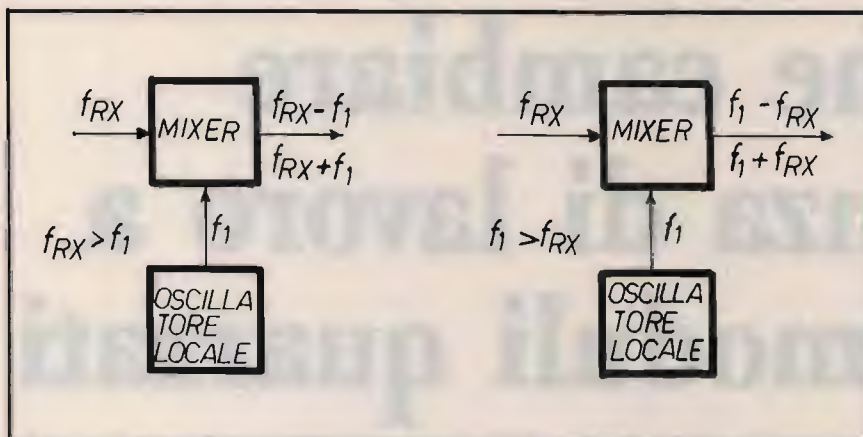 fRX
MIXER
fRX - f1
fRX + f1
fRX > f1
f1
OSCILLA
TORE
LOCALE
fRX
MIXER
f1 - fRX
f1 + fRX
f1 > fRX
f1
OSCILLA
TORE
LOCALE